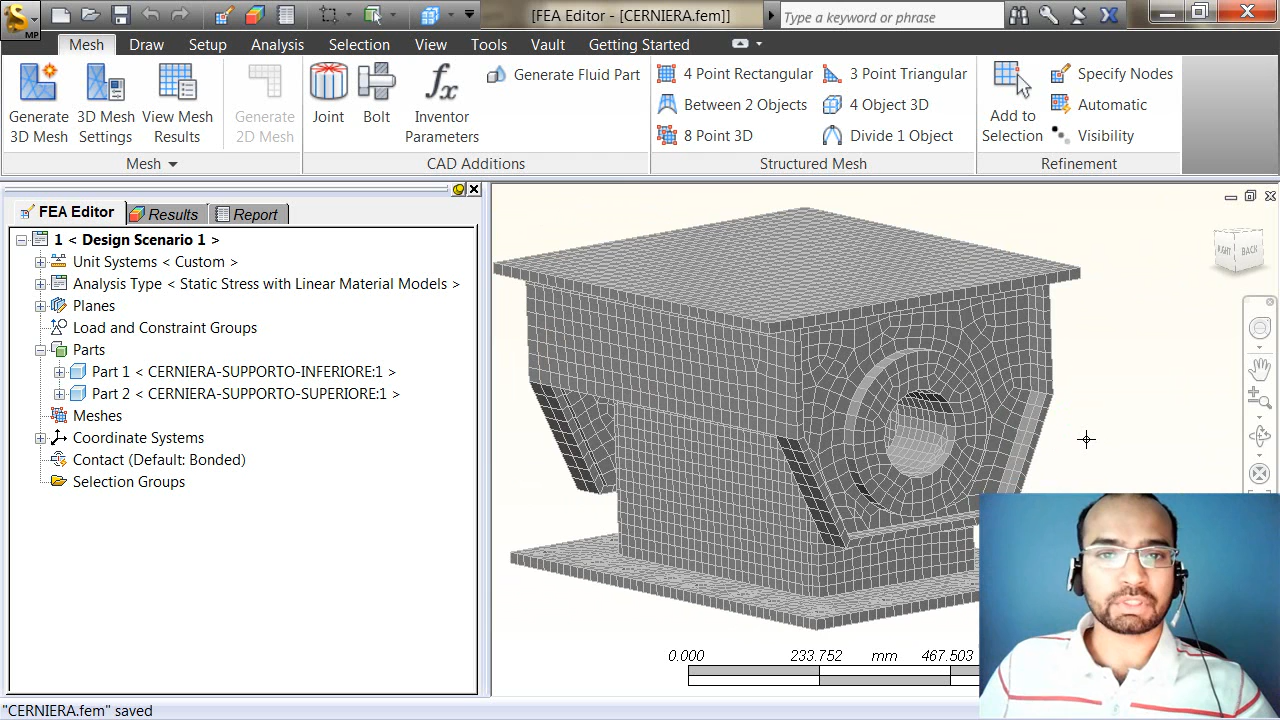 MP
[FEA Editor - [CERNIERA.fem]]
Type a keyword or phrase
Mesh Draw Setup Analysis Selection View Tools Vault Getting Started
Generate 3D Mesh
3D Mesh Settings
View Mesh Results
Generate 2D Mesh
Mesh
Joint
Bolt
Inventor Parameters
Generate Fluid Part
CAD Additions
4 Point Rectangular
Between 2 Objects
8 Point 3D
3 Point Triangular
4 Object 3D
Divide 1 Object
Structured Mesh
Add to Selection
Specify Nodes
Automatic
Visibility
Refinement
FEA Editor Results Report
1 < Design Scenario 1 >
Unit Systems < Custom >
Analysis Type < Static Stress with Linear Material Models >
Planes
Load and Constraint Groups
Parts
Part 1 < CERNIERA-SUPPORTO-INFERIORE:1 >
Part 2 < CERNIERA-SUPPORTO-SUPERIORE:1 >
Meshes
Coordinate Systems
Contact (Default: Bonded)
Selection Groups
RIGHT BACK
0.000 233.752 mm 467.503
"CERNIERA.fem" saved